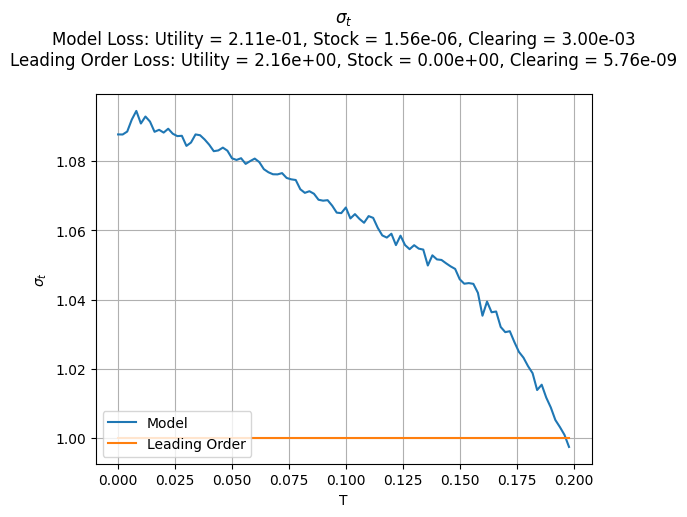 σ_t
Model Loss: Utility = 2.11e-01, Stock = 1.56e-06, Clearing = 3.00e-03
Leading Order Loss: Utility = 2.16e+00, Stock = 0.00e+00, Clearing = 5.76e-09
1.08
1.06
1.04
1.02
1.00
σ_t
Model
Leading Order
0.000 0.025 0.050 0.075 0.100 0.125 0.150 0.175 0.200
T